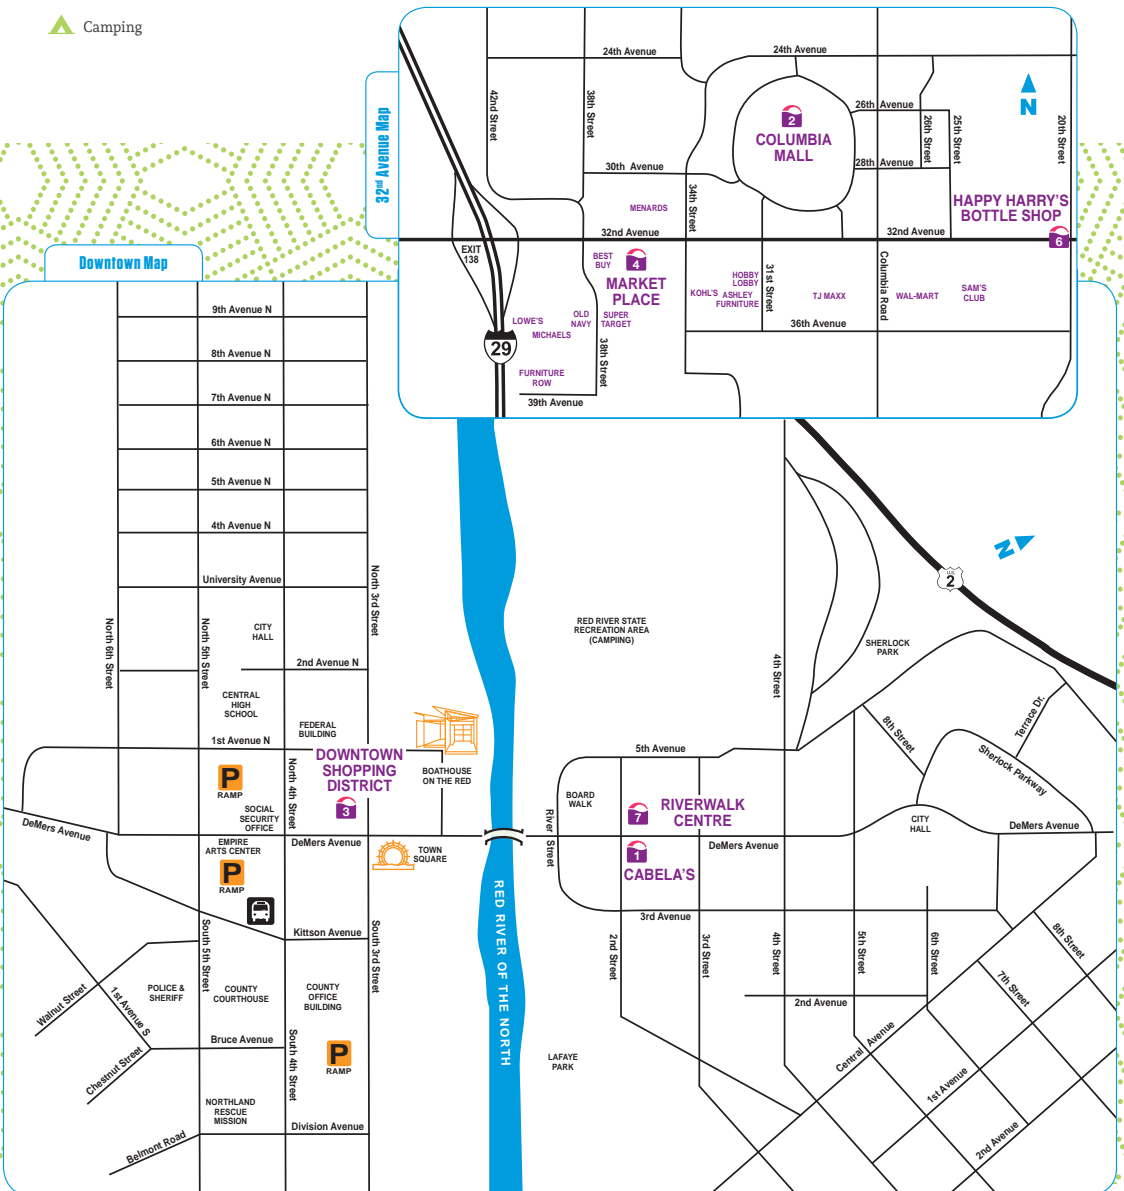 Camping
32nd Avenue Map
24th Avenue
24th Avenue
42nd Street
38th Street
26th Avenue
26th Street
25th Street
20th Street
N
2
COLUMBIA
MALL
28th Avenue
30th Avenue
34th Street
MENARDS
HAPPY HARRY'S
BOTTLE SHOP
6
32nd Avenue
32nd Avenue
EXIT
138
BEST
BUY
4
MARKET
PLACE
KOHL'S
HOBBY
LOBBY
ASHLEY
FURNITURE
31st Street
TJ MAXX
Columbia Road
WAL-MART
SAM'S
CLUB
LOWE'S
MICHAELS
OLD
NAVY
SUPER
TARGET
36th Avenue
29
38th Street
FURNITURE
ROW
39th Avenue
Downtown Map
9th Avenue N
8th Avenue N
7th Avenue N
6th Avenue N
5th Avenue N
4th Avenue N
University Avenue
North 3rd Street
North 6th Street
North 5th Street
CITY
HALL
2nd Avenue N
CENTRAL
HIGH
SCHOOL
FEDERAL
BUILDING
1st Avenue N
North 4th Street
DOWNTOWN
SHOPPING
DISTRICT
3
BOATHOUSE
ON THE RED
P
RAMP
SOCIAL
SECURITY
OFFICE
DeMers Avenue
EMPIRE
ARTS CENTER
DeMers Avenue
TOWN
SQUARE
P
RAMP
Kittson Avenue
South 5th Street
South 3rd Street
Walnut Street
1st Avenue S
POLICE &
SHERIFF
COUNTY
COURTHOUSE
COUNTY
OFFICE
BUILDING
Chestnut Street
Bruce Avenue
South 4th Street
P
RAMP
NORTHLAND
RESCUE
MISSION
Division Avenue
Belmont Road
RED RIVER OF THE NORTH
RED RIVER STATE
RECREATION AREA
(CAMPING)
N
U.S.
2
4th Street
SHERLOCK
PARK
8th Street
Terrace Dr.
Sherlock Parkway
5th Avenue
BOARD
WALK
7
RIVERWALK
CENTRE
River Street
CITY
HALL
DeMers Avenue
DeMers Avenue
1
CABELA'S
3rd Avenue
2nd Street
3rd Street
4th Street
5th Street
6th Street
8th Street
7th Street
2nd Avenue
Central Avenue
LAFAYE
PARK
1st Avenue
2nd Avenue